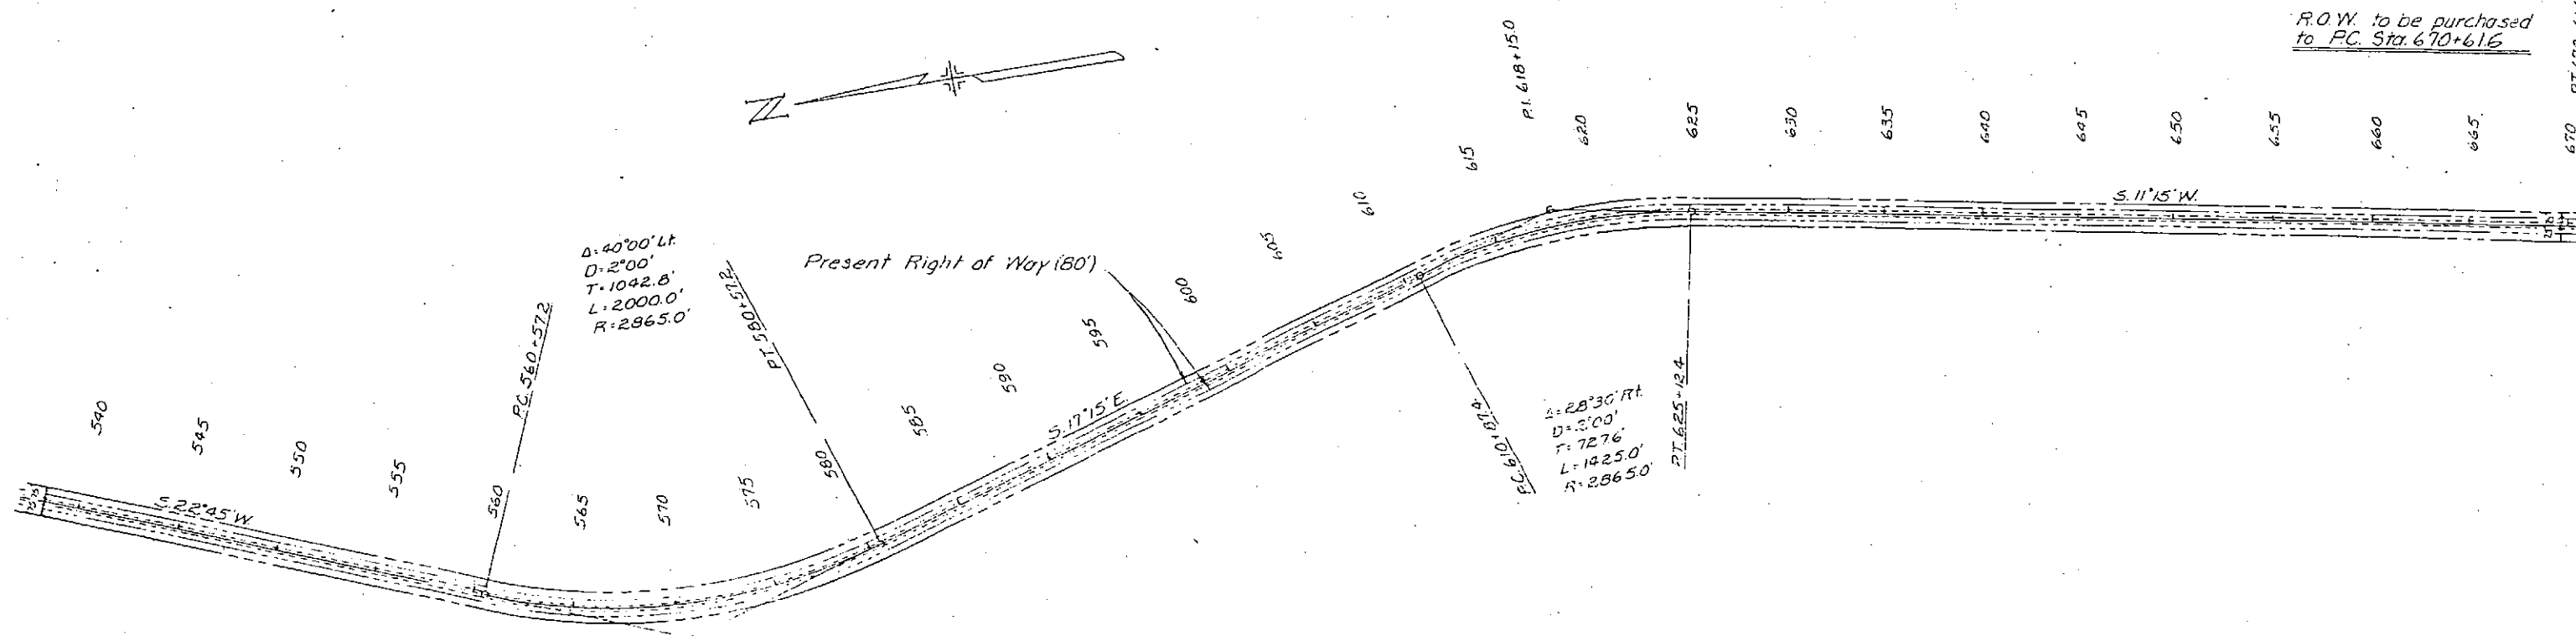 R.O.W. to be purchased
to P.C. Sta. 670+61.6
N
P.I. 618+15.0
540
545
550
555
560
565
570
575
580
585
590
595
600
605
610
615
620
625
630
635
640
645
650
655
660
665
670
P.C. 560+57.2
Δ=40°00' Lt.
D=2°00'
T=1042.8'
L=2000.0'
R=2865.0'
P.T. 580+57.2
Present Right of Way (80')
S.22°45'W.
S.17°15'E.
S.11°15'W.
P.C. 610+87.4
Δ=28°30' Rt.
D=2°00'
T=727.6'
L=1425.0'
R=2865.0'
P.T. 625+12.4
75'
75'